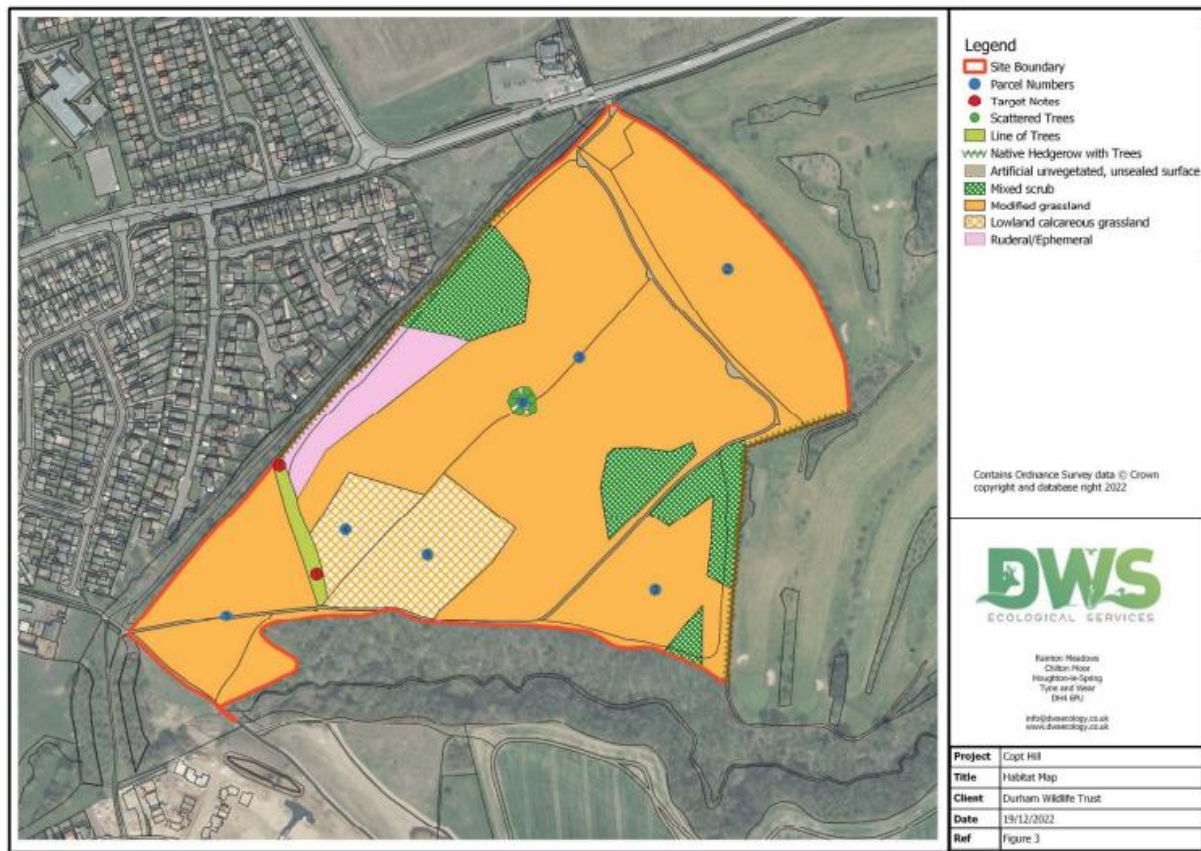 Legend
Site Boundary
Parcel Numbers
Target Notes
Scattered Trees
Line of Trees
Native Hedgerow with Trees
Artificial unvegetated, unsealed surface
Mixed scrub
Modified grassland
Lowland calcareous grassland
Ruderal/Ephemeral
Contains Ordnance Survey data © Crown
copyright and database right 2022
DWS
ECOLOGICAL SERVICES
Rainton Meadows
Chilton Moor
Houghton-le-Spring
Tyne and Wear
DH4 6PU
info@dwsecology.co.uk
www.dwsecology.co.uk
Project Copt Hill
Title Habitat Map
Client Durham Wildlife Trust
Date 19/12/2022
Ref Figure 3